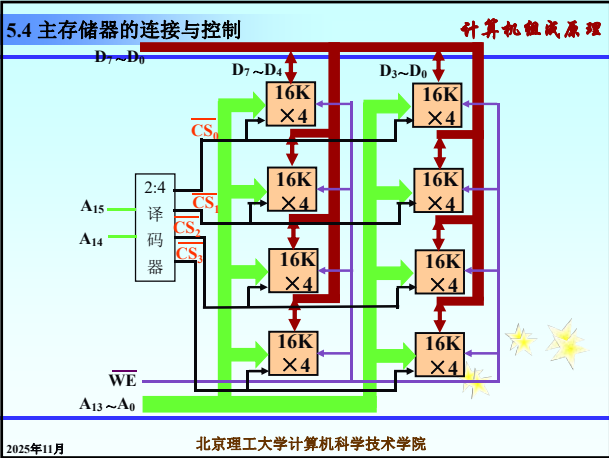 5.4 主存储器的连接与控制
计算机组成原理
D7~D0
D7~D4
D3~D0
16K
×4
16K
×4
CS0
2:4
译
码
器
A15
A14
16K
×4
16K
×4
CS1
CS2
CS3
16K
×4
16K
×4
16K
×4
16K
×4
WE
A13~A0
2025年11月
北京理工大学计算机科学技术学院